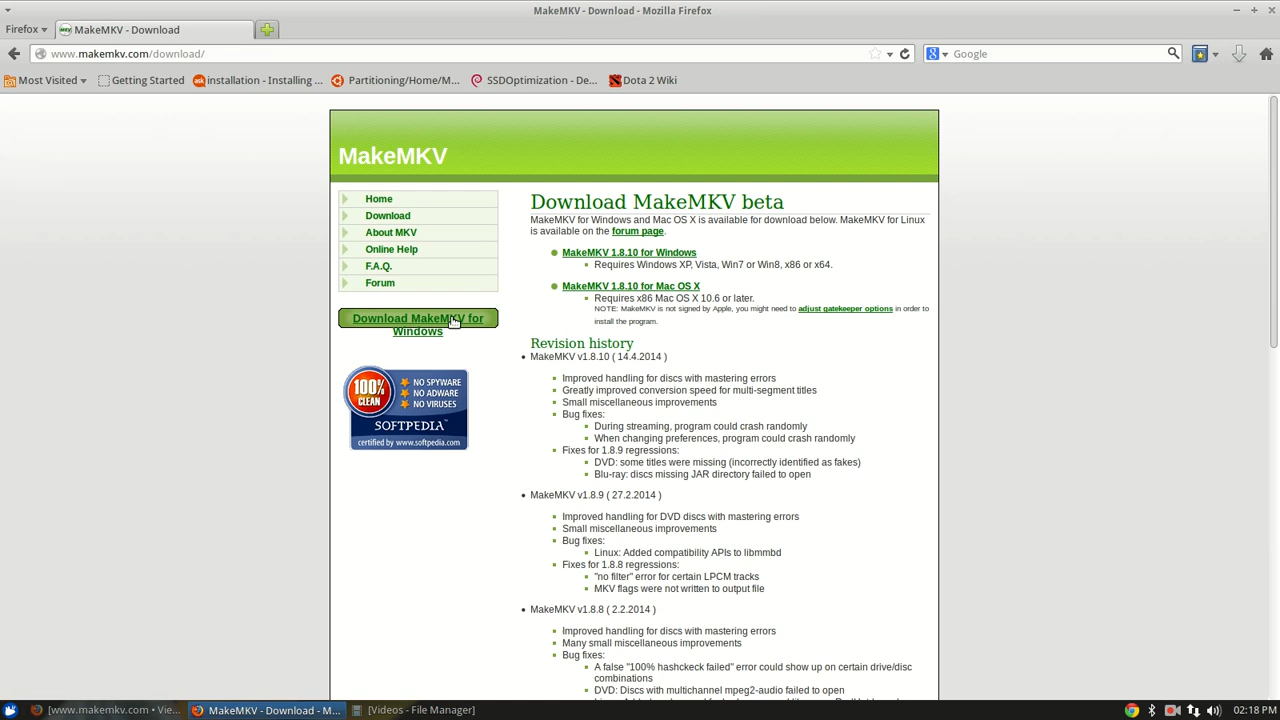 MakeMKV - Download - Mozilla Firefox
Firefox
MakeMKV - Download
www.makemkv.com/download/
Google
Most Visited
Getting Started
installation - Installing ...
Partitioning/Home/M...
SSDOptimization - De...
Dota 2 Wiki
MakeMKV
Home
Download
About MKV
Online Help
F.A.Q.
Forum
Download MakeMKV for
Windows
100%
CLEAN
NO SPYWARE
NO ADWARE
NO VIRUSES
SOFTPEDIA
certified by www.softpedia.com
Download MakeMKV beta
MakeMKV for Windows and Mac OS X is available for download below. MakeMKV for Linux
is available on the forum page.
MakeMKV 1.8.10 for Windows
Requires Windows XP, Vista, Win7 or Win8, x86 or x64.
MakeMKV 1.8.10 for Mac OS X
Requires x86 Mac OS X 10.6 or later.
NOTE: MakeMKV is not signed by Apple, you might need to adjust gatekeeper options in order to
install the program.
Revision history
MakeMKV v1.8.10 ( 14.4.2014 )
Improved handling for discs with mastering errors
Greatly improved conversion speed for multi-segment titles
Small miscellaneous improvements
Bug fixes:
During streaming, program could crash randomly
When changing preferences, program could crash randomly
Fixes for 1.8.9 regressions:
DVD: some titles were missing (incorrectly identified as fakes)
Blu-ray: discs missing JAR directory failed to open
MakeMKV v1.8.9 ( 27.2.2014 )
Improved handling for DVD discs with mastering errors
Small miscellaneous improvements
Bug fixes:
Linux: Added compatibility APIs to libmmbd
Fixes for 1.8.8 regressions:
"no filter" error for certain LPCM tracks
MKV flags were not written to output file
MakeMKV v1.8.8 ( 2.2.2014 )
Improved handling for discs with mastering errors
Many small miscellaneous improvements
Bug fixes:
A false "100% hashckeck failed" error could show up on certain drive/disc
combinations
DVD: Discs with multichannel mpeg2-audio failed to open
[www.makemkv.com • Vie...
MakeMKV - Download - M...
[Videos - File Manager]
02:18 PM